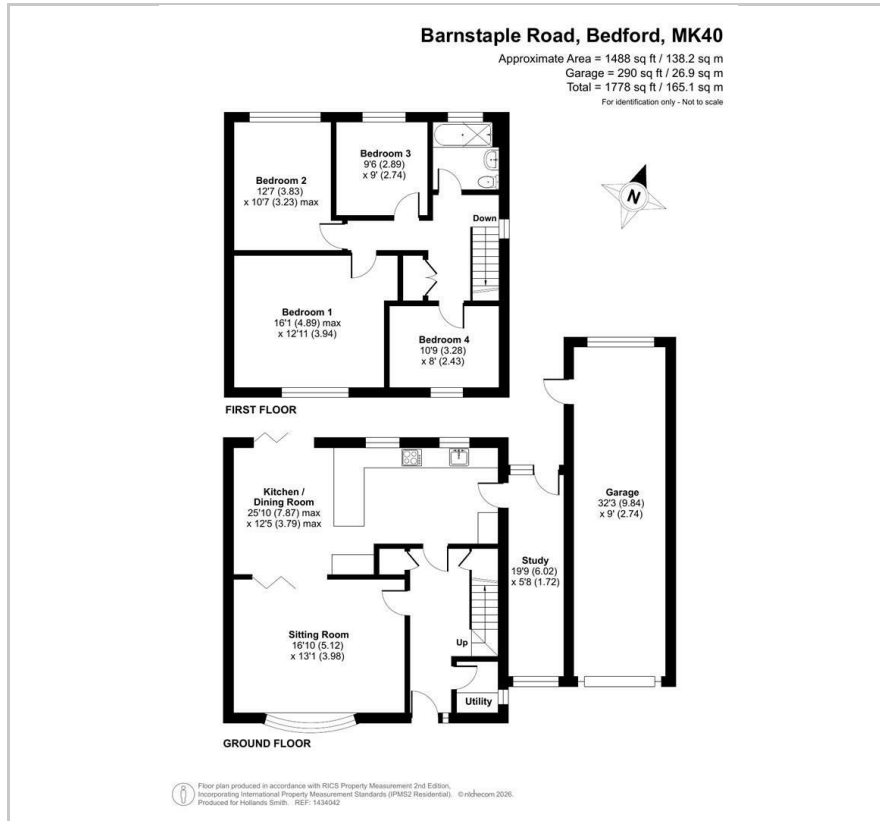 Barnstaple Road, Bedford, MK40
Approximate Area = 1488 sq ft / 138.2 sq m
Garage = 290 sq ft / 26.9 sq m
Total = 1778 sq ft / 165.1 sq m
For identification only - Not to scale
Bedroom 2
12'7 (3.83)
x 10'7 (3.23) max
Bedroom 3
9'6 (2.89)
x 9' (2.74)
Down
N
Bedroom 1
16'1 (4.89) max
x 12'11 (3.94)
Bedroom 4
10'9 (3.28)
x 8' (2.43)
FIRST FLOOR
Kitchen /
Dining Room
25'10 (7.87) max
x 12'5 (3.79) max
Garage
32'3 (9.84)
x 9' (2.74)
Study
19'9 (6.02)
x 5'8 (1.72)
Sitting Room
16'10 (5.12)
x 13'1 (3.98)
Up
Utility
GROUND FLOOR
Floor plan produced in accordance with RICS Property Measurement 2nd Edition,
Incorporating International Property Measurement Standards (IPMS2 Residential). © ntchecom 2026.
Produced for Hollands Smith. REF: 1434042